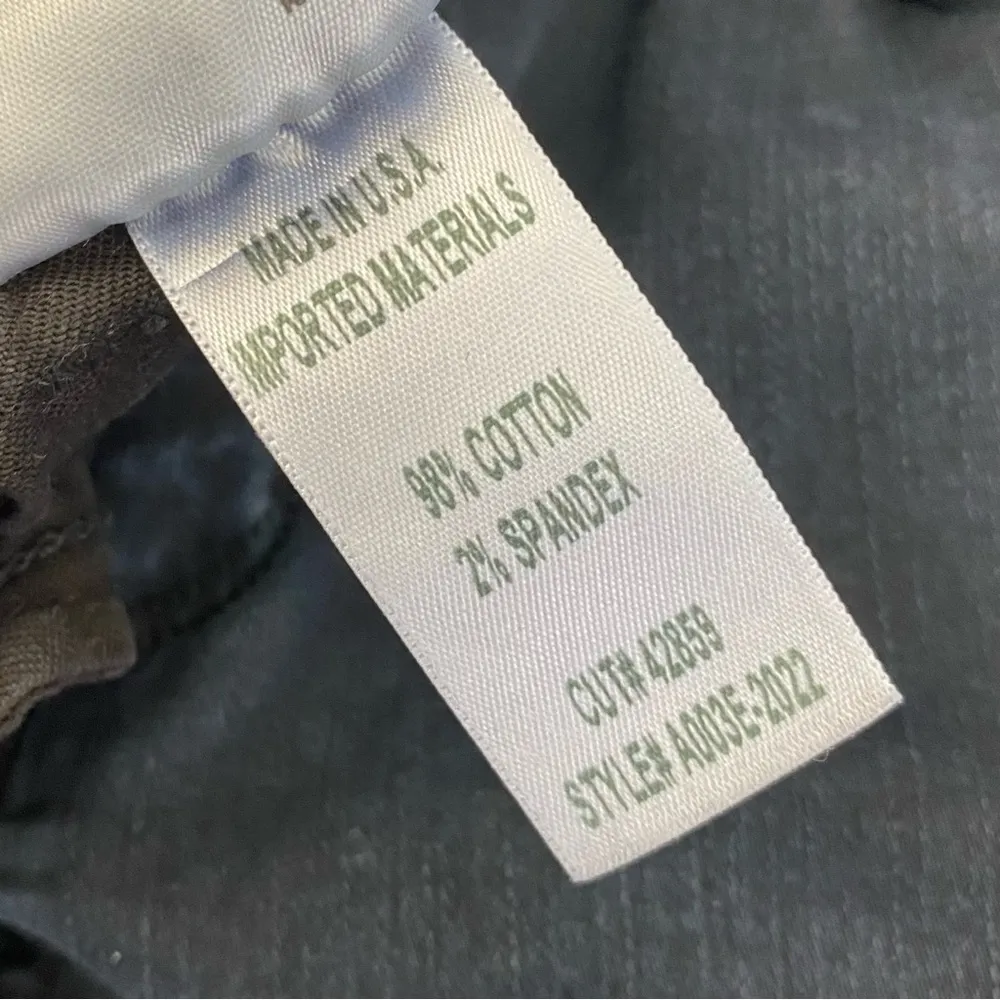 MADE IN U.S.A.
IMPORTED MATERIALS
98% COTTON
2% SPANDEX
CUT# 42859
STYLE# A003E-2022